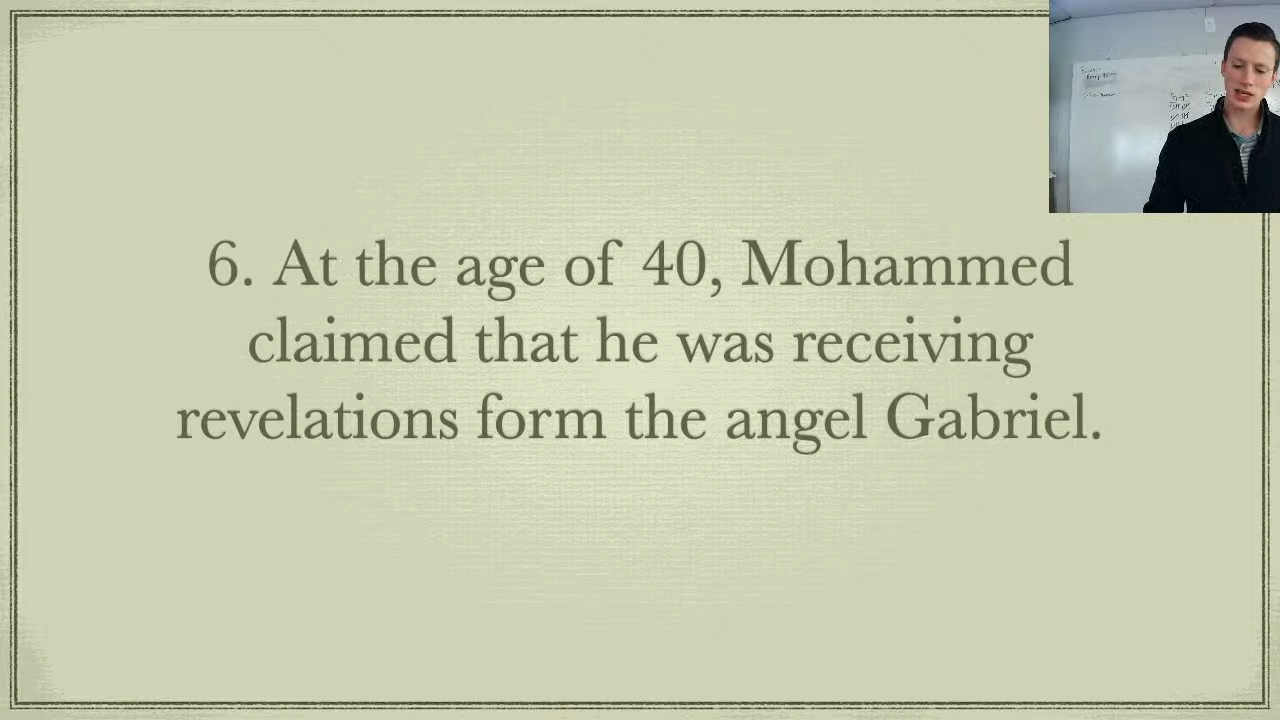 6. At the age of 40, Mohammed
claimed that he was receiving
revelations form the angel Gabriel.